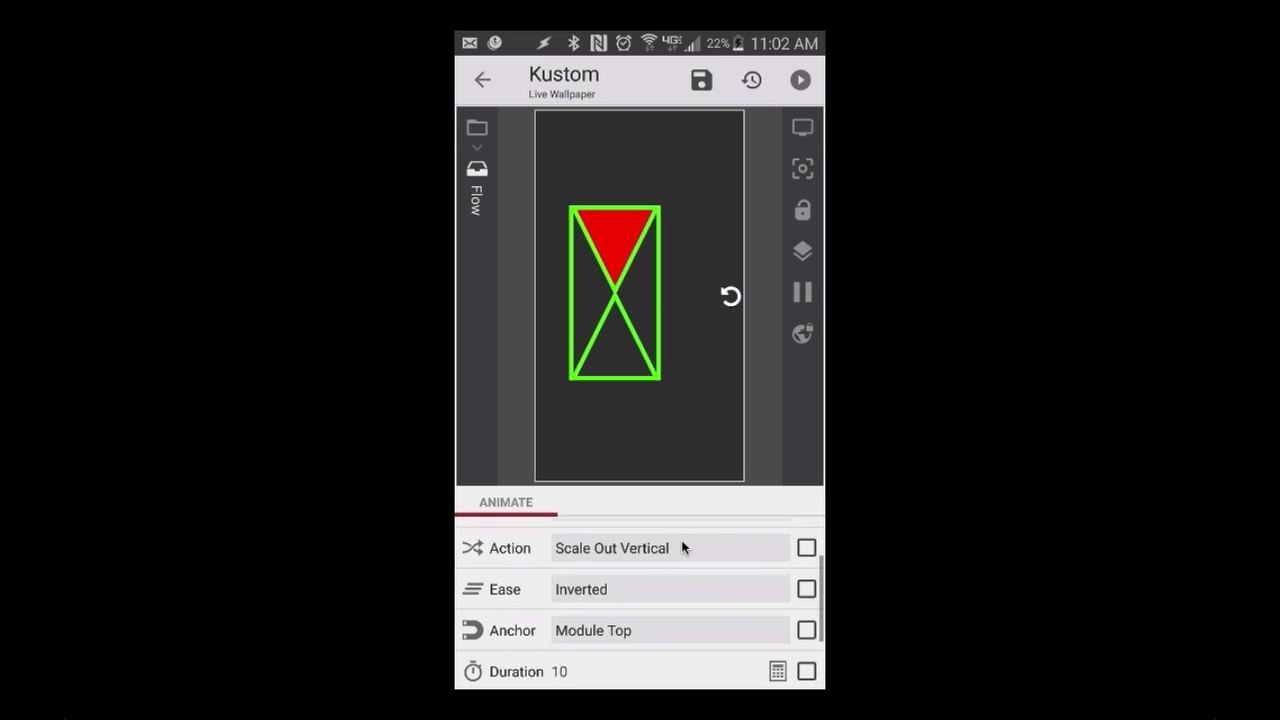 4G 22% 11:02 AM
Kustom
Live Wallpaper
Flow
ANIMATE
Action Scale Out Vertical
Ease Inverted
Anchor Module Top
Duration 10